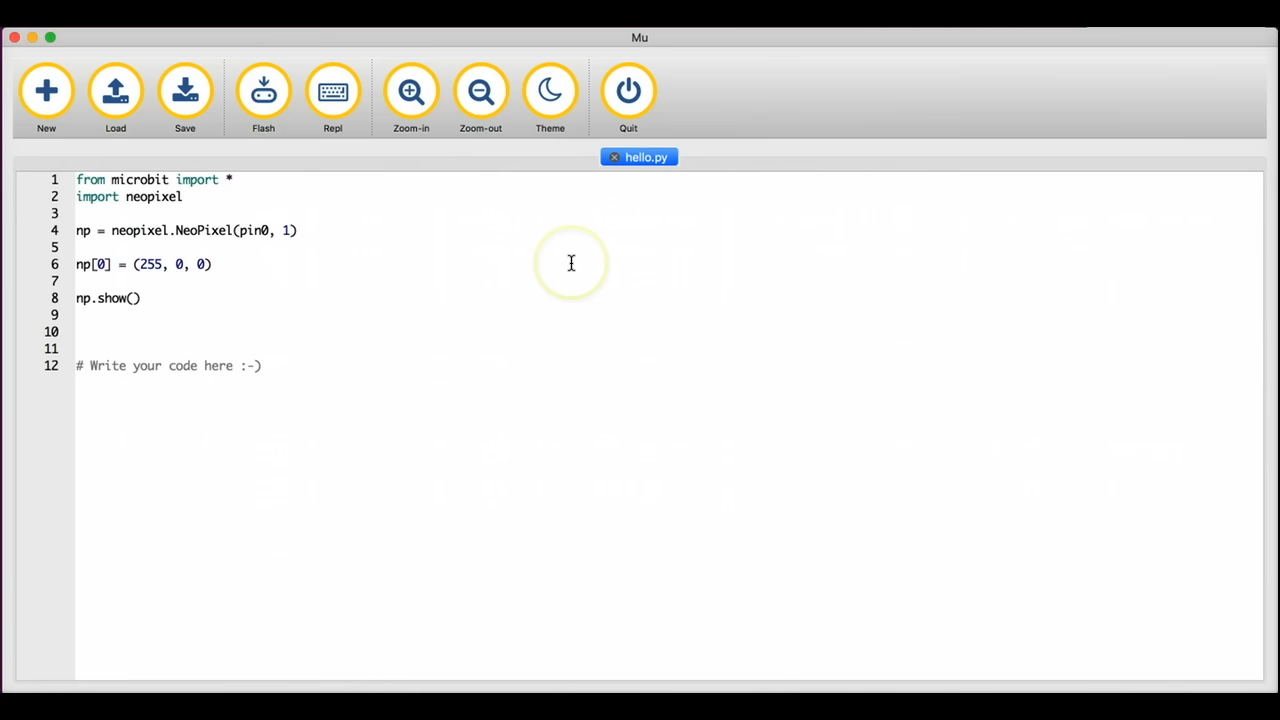 Mu
New Load Save Flash Repl Zoom-in Zoom-out Theme Quit
hello.py
1 from microbit import *
2 import neopixel
3
4 np = neopixel.NeoPixel(pin0, 1)
5
6 np[0] = (255, 0, 0)
7
8 np.show()
9
10
11
12 # Write your code here :-)